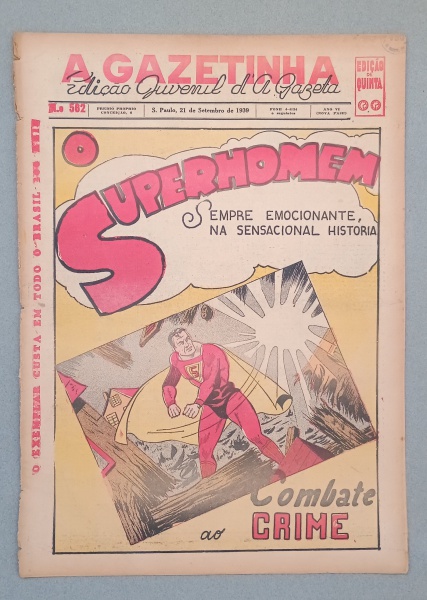 A GAZETINHA
Edição Juvenil d'A Gazeta
EDIÇÃO
DE
QUINTA
N.o 562
S. Paulo, 21 de Setembro de 1939
O
SUPERHOMEM
SEMPRE EMOCIONANTE,
NA SENSACIONAL HISTORIA
S
Combate
ao
CRIME
O EXEMPLAR CUSTA EM TODO O BRASIL